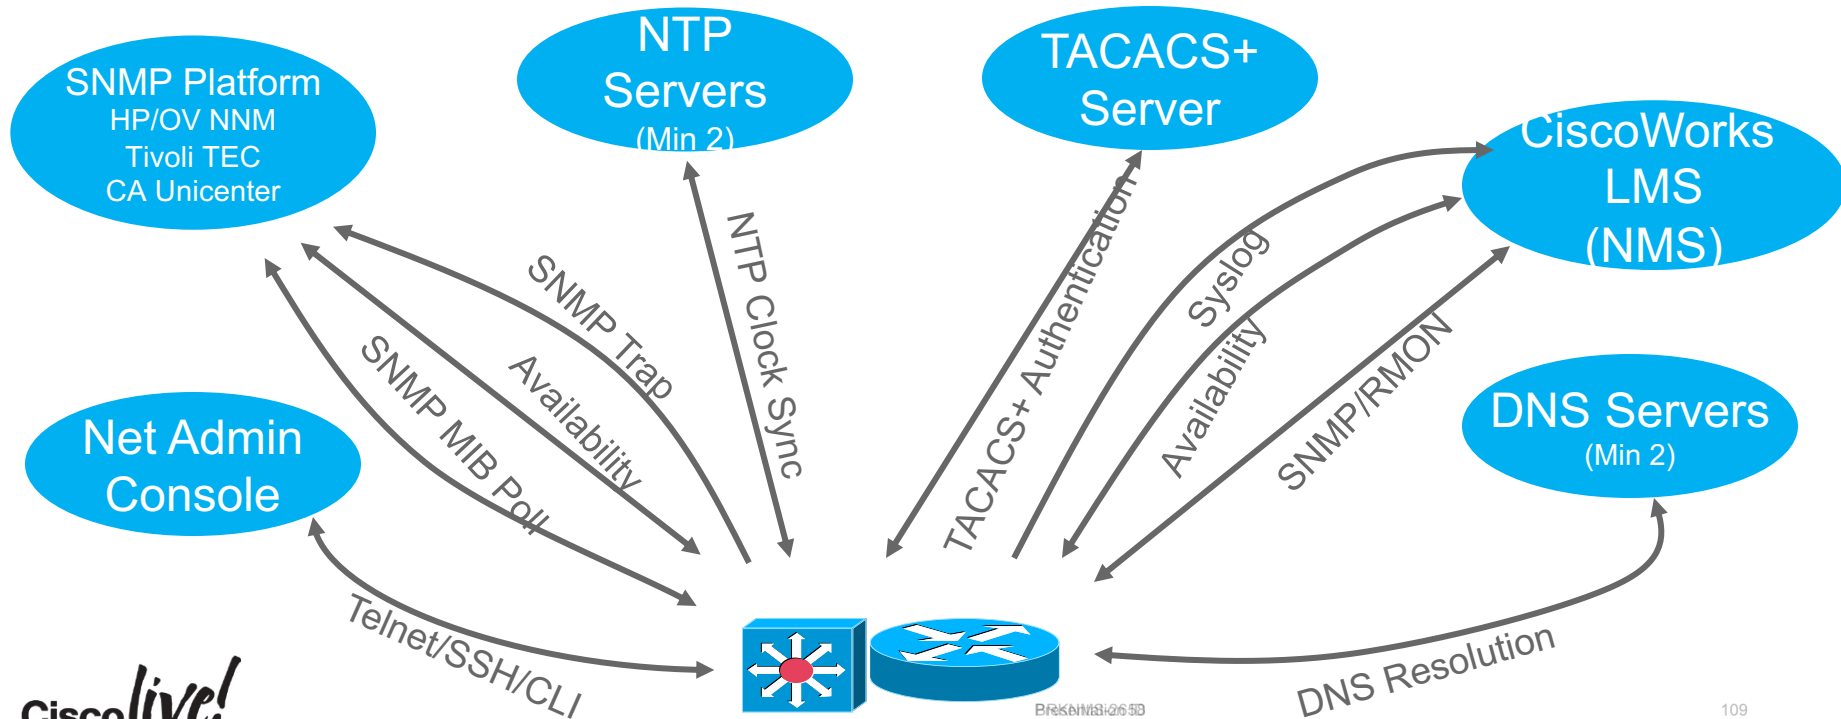 SNMP Platform
HP/OV NNM
Tivoli TEC
CA Unicenter
NTP
Servers
(Min 2)
TACACS+
Server
CiscoWorks
LMS
(NMS)
Net Admin
Console
DNS Servers
(Min 2)
SNMP Trap
Availability
SNMP MIB Poll
NTP Clock Sync
TACACS+ Authentication
Syslog
Availability
SNMP/RMON
Telnet/SSH/CLI
DNS Resolution
Cisco live!
109